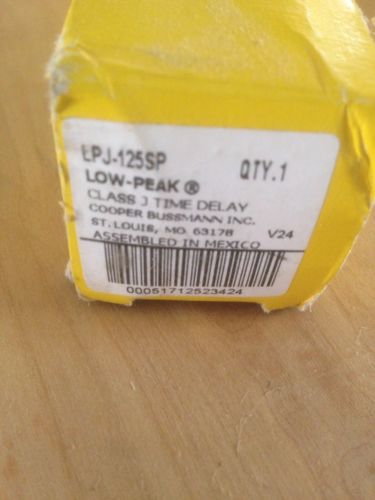 LPJ-125SP QTY.1
LOW-PEAK ®
CLASS J TIME DELAY
COOPER BUSSMANN INC.
ST. LOUIS, MO 63178 V24
ASSEMBLED IN MEXICO
00051712523424